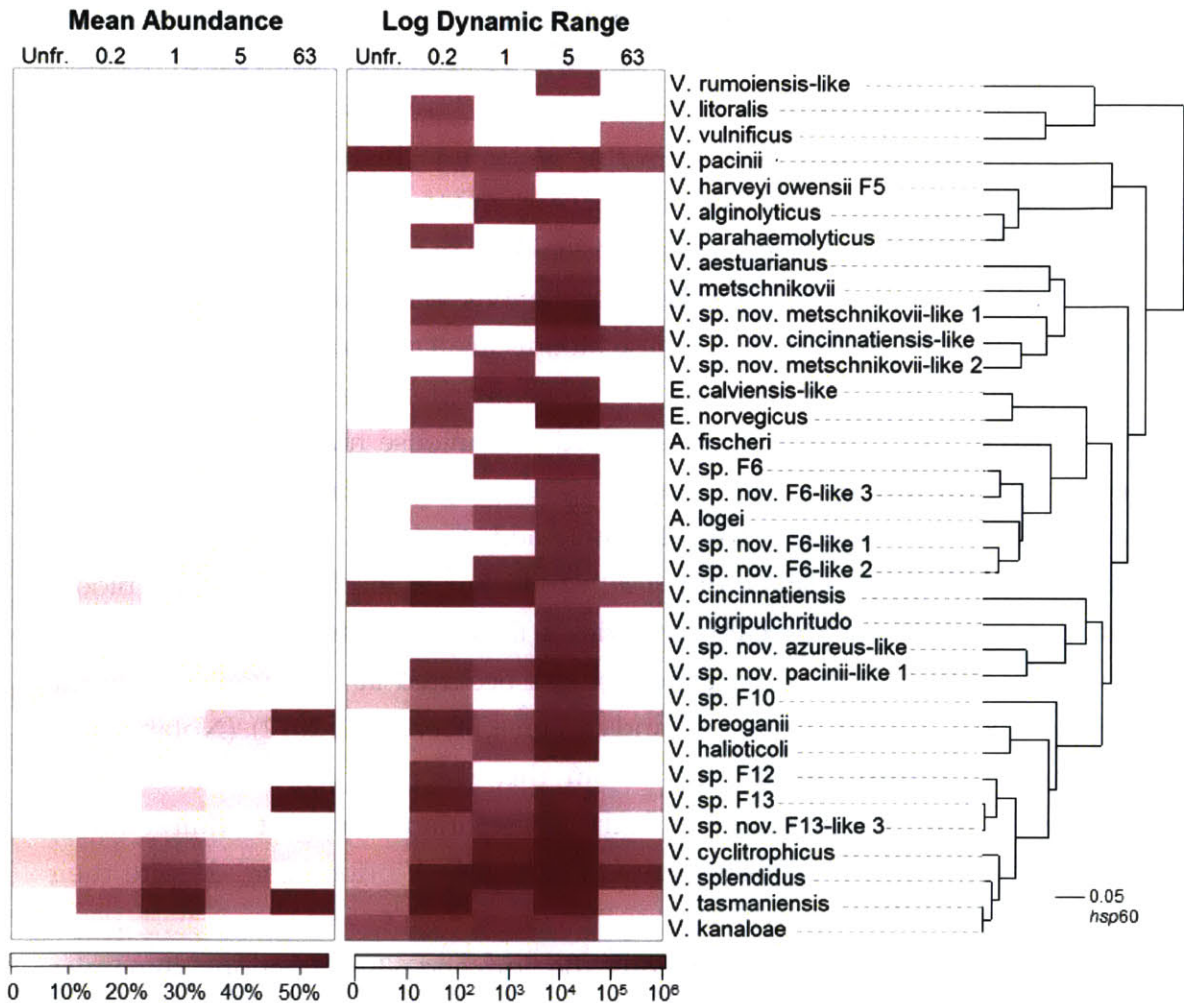 Mean Abundance
Log Dynamic Range
Unfr. 0.2 1 5 63
Unfr. 0.2 1 5 63
V. rumoiensis-like
V. litoralis
V. vulnificus
V. pacinii
V. harveyi owensii F5
V. alginolyticus
V. parahaemolyticus
V. aestuarianus
V. metschnikovii
V. sp. nov. metschnikovii-like 1
V. sp. nov. cincinnatiensis-like
V. sp. nov. metschnikovii-like 2
E. calviensis-like
E. norvegicus
A. fischeri
V. sp. F6
V. sp. nov. F6-like 3
A. logei
V. sp. nov. F6-like 1
V. sp. nov. F6-like 2
V. cincinnatiensis
V. nigripulchritudo
V. sp. nov. azureus-like
V. sp. nov. pacinii-like 1
V. sp. F10
V. breoganii
V. halioticoli
V. sp. F12
V. sp. F13
V. sp. nov. F13-like 3
V. cyclitrophicus
V. splendidus
V. tasmaniensis
V. kanaloae
0.05
hsp60
0 10% 20% 30% 40% 50%
0 10 10² 10³ 10⁴ 10⁵ 10⁶